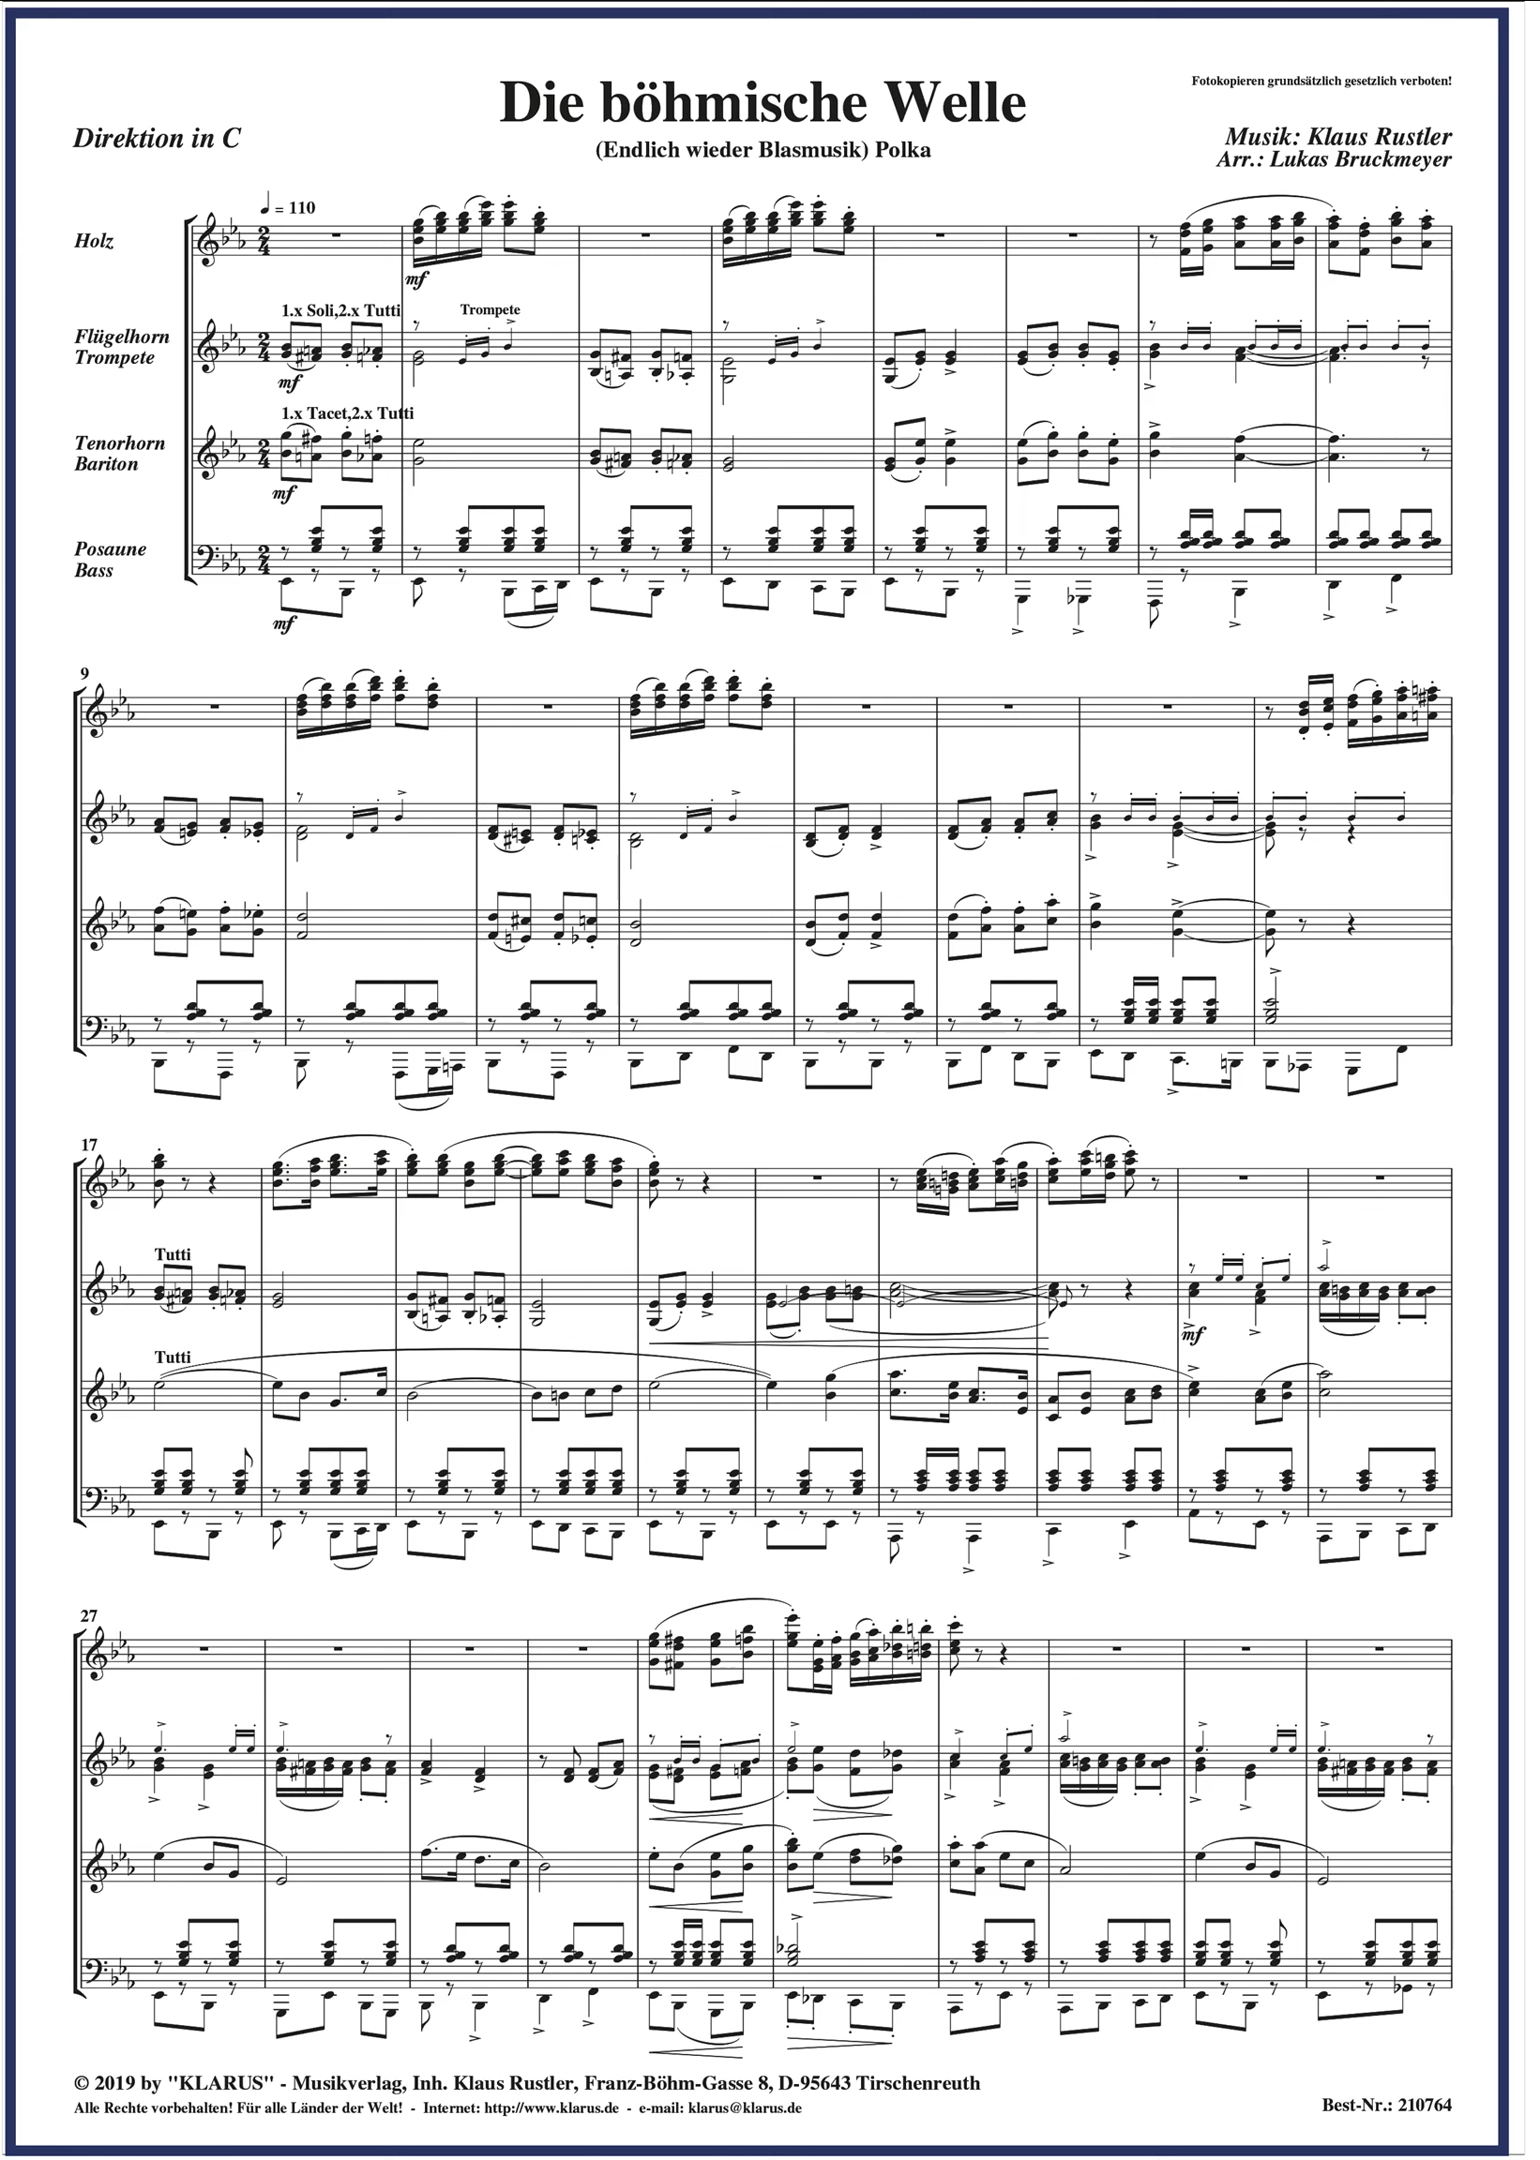 Fotokopieren grundsätzlich gesetzlich verboten!
Die böhmische Welle
Direktion in C
(Endlich wieder Blasmusik) Polka
Musik: Klaus Rustler
Arr.: Lukas Bruckmeyer
= 110
Holz
mf
1.x Soli,2.x Tutti
Trompete
Flügelhorn
Trompete
mf
1.x Tacet,2.x Tutti
Tenorhorn
Bariton
mf
Posaune
Bass
mf
9
17
Tutti
mf
Tutti
27
© 2019 by "KLARUS" - Musikverlag, Inh. Klaus Rustler, Franz-Böhm-Gasse 8, D-95643 Tirschenreuth
Alle Rechte vorbehalten! Für alle Länder der Welt! - Internet: http://www.klarus.de - e-mail: klarus@klarus.de
Best-Nr.: 210764